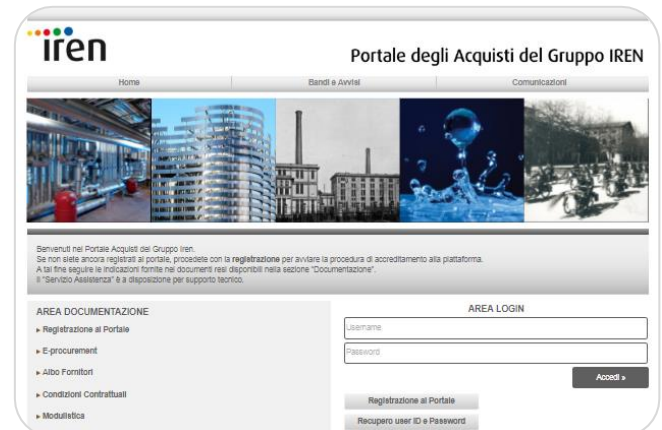 iren
Portale degli Acquisti del Gruppo IREN
Home
Bandi e Avvisi
Comunicazioni
Benvenuti nel Portale Acquisti del Gruppo Iren.
Se non siete ancora registrati al portale, procedete con la registrazione per avviare la procedura di accreditamento alla piattaforma.
A tal fine seguire le indicazioni fornite nei documenti resi disponibili nella sezione "Documentazione".
Il "Servizio Assistenza" è a disposizione per supporto tecnico.
AREA DOCUMENTAZIONE
Registrazione al Portale
E-procurement
Albo Fornitori
Condizioni Contrattuali
Modulistica
AREA LOGIN
Username
Password
Accedi »
Registrazione al Portale
Recupero user ID e Password